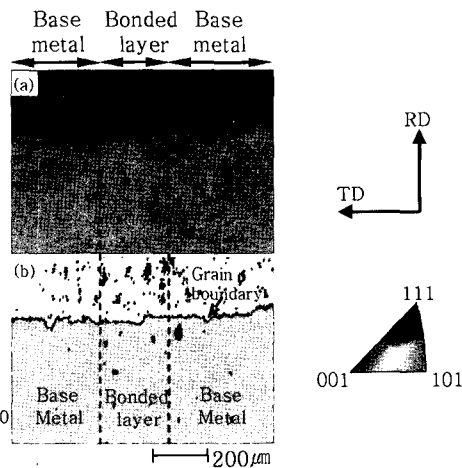 Base metal
Bonded layer
Base metal
(a)
RD
TD
(b)
Grain boundary
111
001
101
Base Metal
Bonded layer
Base Metal
0
200μm